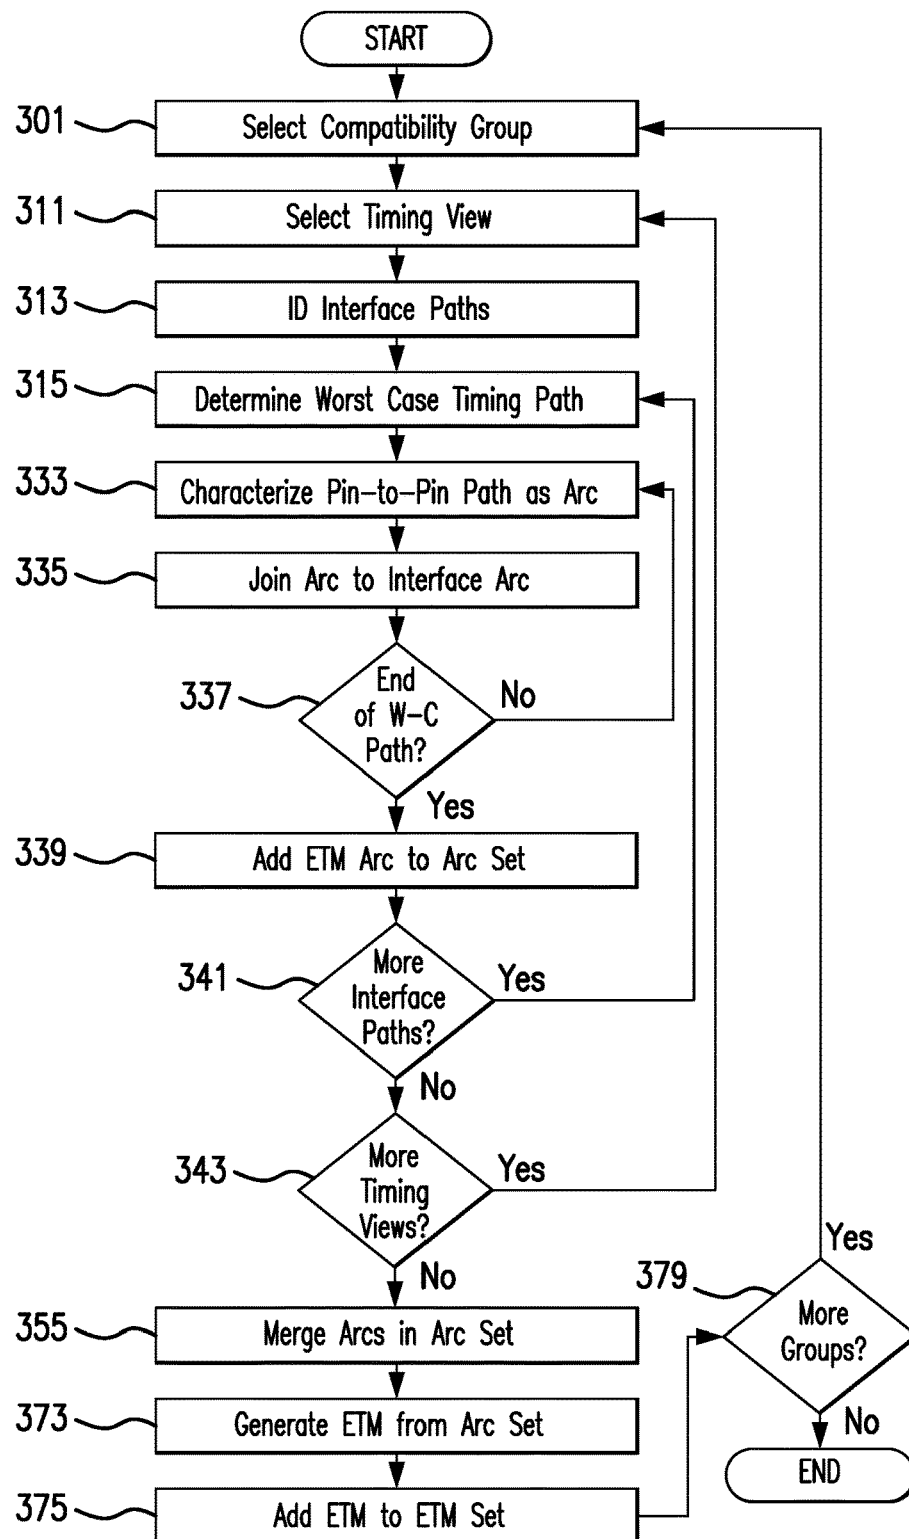 START
301
Select Compatibility Group
311
Select Timing View
313
ID Interface Paths
315
Determine Worst Case Timing Path
333
Characterize Pin-to-Pin Path as Arc
335
Join Arc to Interface Arc
337
End
of W-C
Path?
No
Yes
339
Add ETM Arc to Arc Set
341
More
Interface
Paths?
Yes
No
343
More
Timing
Views?
Yes
No
355
Merge Arcs in Arc Set
373
Generate ETM from Arc Set
375
Add ETM to ETM Set
379
More
Groups?
Yes
No
END